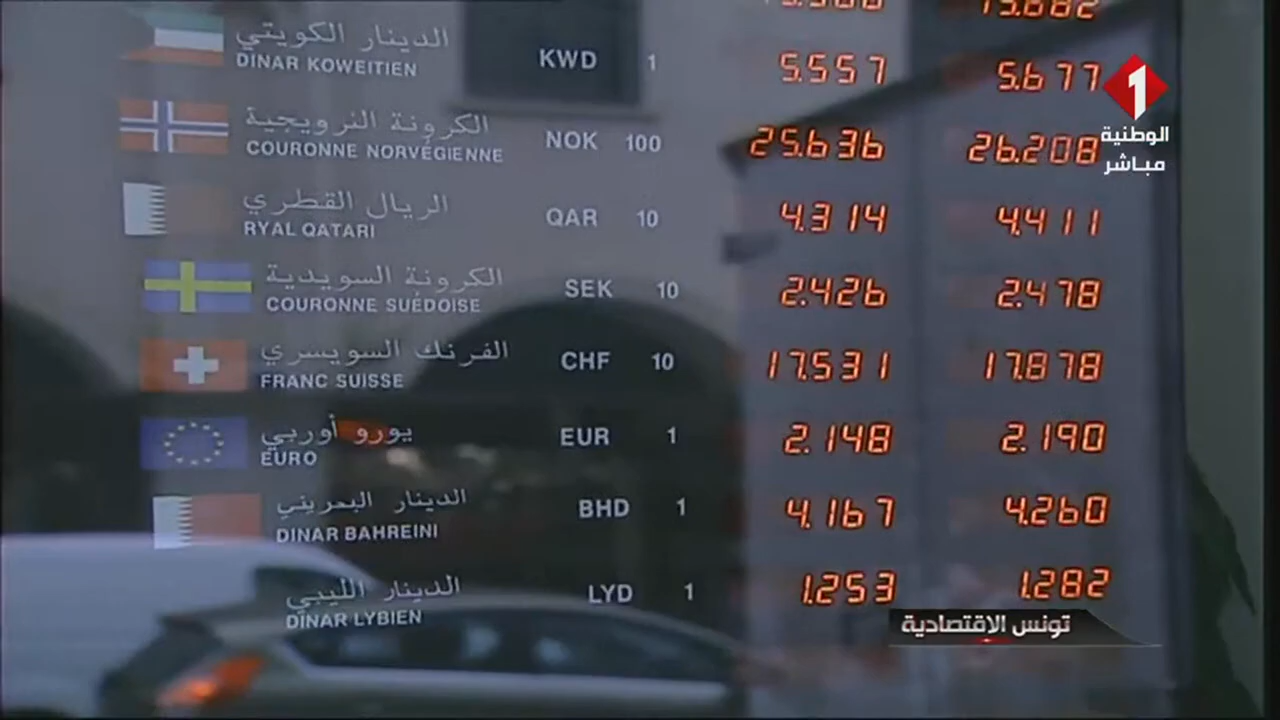 15.682
الدينار الكويتي
DINAR KOWEITIEN
KWD 1 5.557 5.677
الكرونة النرويجية
COURONNE NORVÉGIENNE
NOK 100 25.636 26.208
الريال القطري
RYAL QATARI
QAR 10 4.314 4.411
الكرونة السويدية
COURONNE SUÉDOISE
SEK 10 2.426 2.478
الفرنك السويسري
FRANC SUISSE
CHF 10 17.531 17.878
يورو أوربي
EURO
EUR 1 2.148 2.190
الدينار البحريني
DINAR BAHREINI
BHD 1 4.167 4.260
الدينار الليبي
DINAR LYBIEN
LYD 1 1.253 1.282
1
الوطنية
مباشر
تونس الاقتصادية